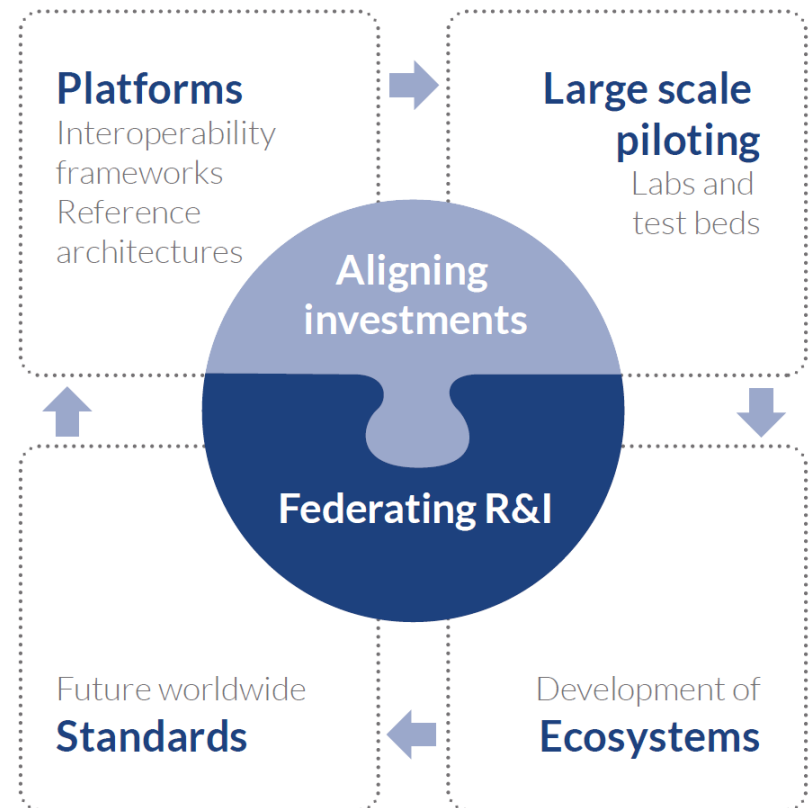 Platforms
Interoperability
frameworks
Reference
architectures
Large scale
piloting
Labs and
test beds
Aligning
investments
Federating R&I
Future worldwide
Standards
Development of
Ecosystems